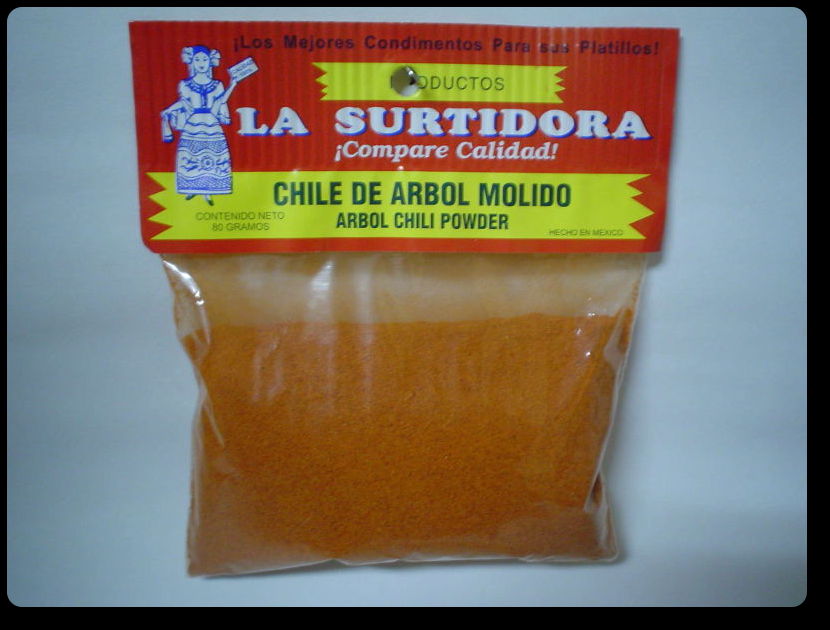 ¡Los Mejores Condimentos Para sus Platillos!
PRODUCTOS
LA SURTIDORA
¡Compare Calidad!
CHILE DE ARBOL MOLIDO
ARBOL CHILI POWDER
CONTENIDO NETO
80 GRAMOS
HECHO EN MEXICO